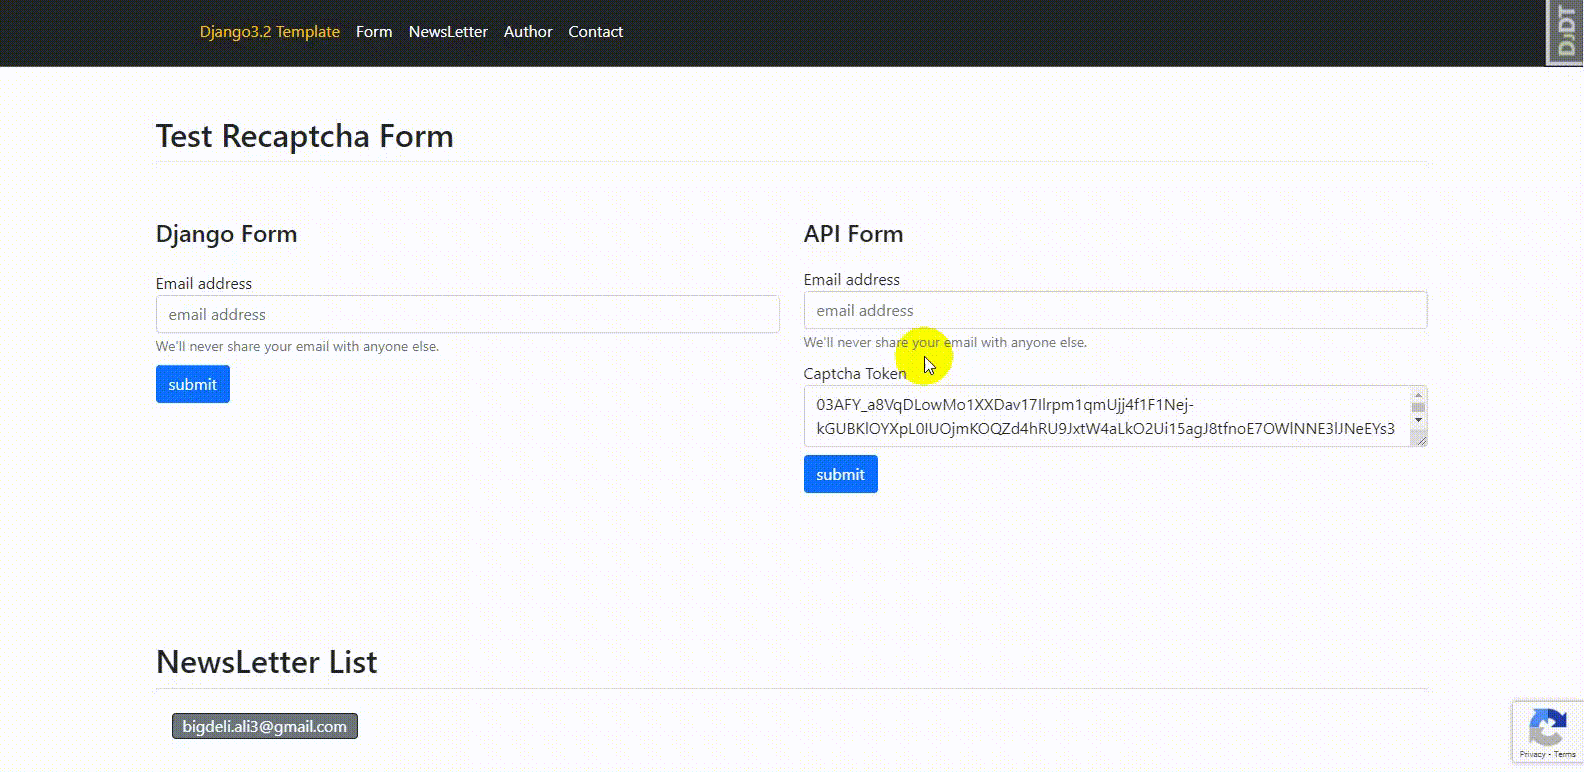 Django3.2 Template Form NewsLetter Author Contact
DJDT
Test Recaptcha Form
Django Form
Email address
email address
We'll never share your email with anyone else.
submit
API Form
Email address
email address
We'll never share your email with anyone else.
Captcha Token
03AFY_a8VqDLowMo1XXDav17Ilrpm1qmUjj4f1F1Nej-
kGUBKlOYXpL0IUOjmKOQZd4hRU9JxtW4aLkO2Ui15agJ8tfnoE7OWlNNE3lJNeEYs3
submit
NewsLetter List
bigdeli.ali3@gmail.com
Privacy - Terms